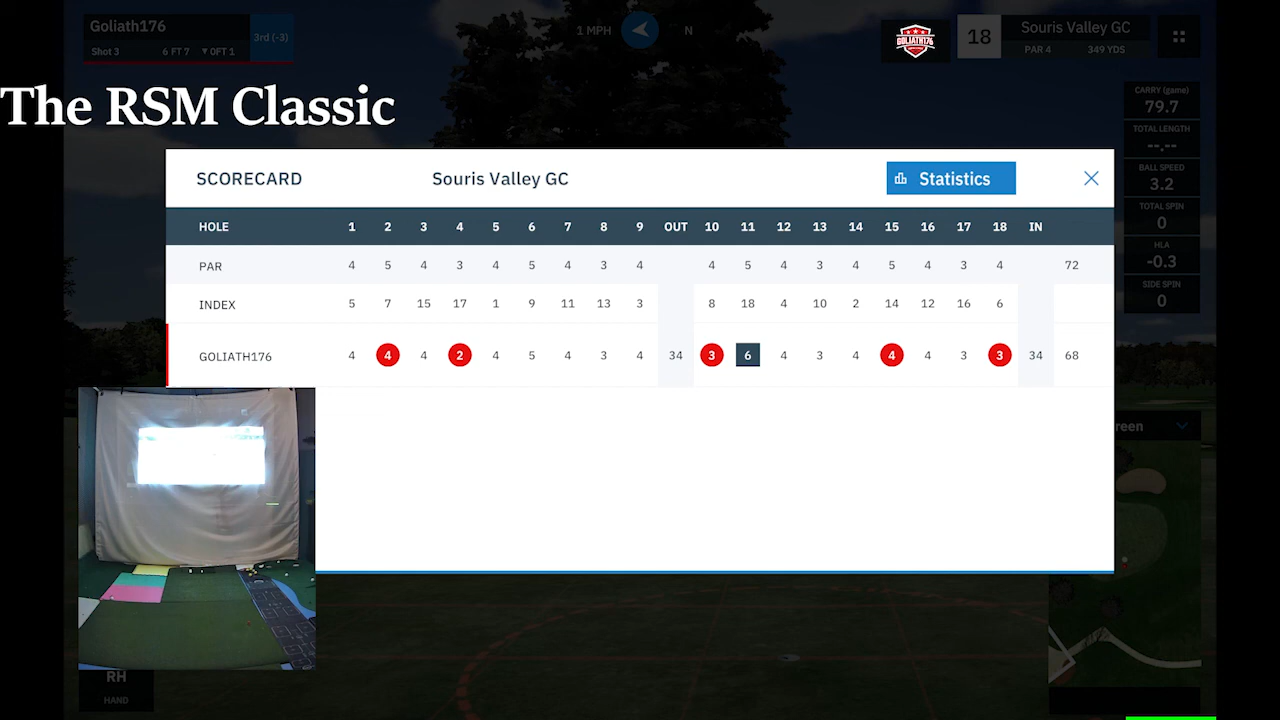 Goliath176
Shot 3 6 FT 7 ▼0FT 1
3rd (-3)
1 MPH N
GOLIATH176
18
Souris Valley GC
PAR 4 349 YDS
The RSM Classic
CARRY (game)
79.7
TOTAL LENGTH
--.--
BALL SPEED
3.2
TOTAL SPIN
0
HLA
-0.3
SIDE SPIN
0
SCORECARD Souris Valley GC Statistics
HOLE 1 2 3 4 5 6 7 8 9 OUT 10 11 12 13 14 15 16 17 18 IN
PAR 4 5 4 3 4 5 4 3 4 4 5 4 3 4 5 4 3 4 72
INDEX 5 7 15 17 1 9 11 13 3 8 18 4 10 2 14 12 16 6
GOLIATH176 4 4 4 2 4 5 4 3 4 34 3 6 4 3 4 4 4 3 3 34 68
reen
RH
HAND